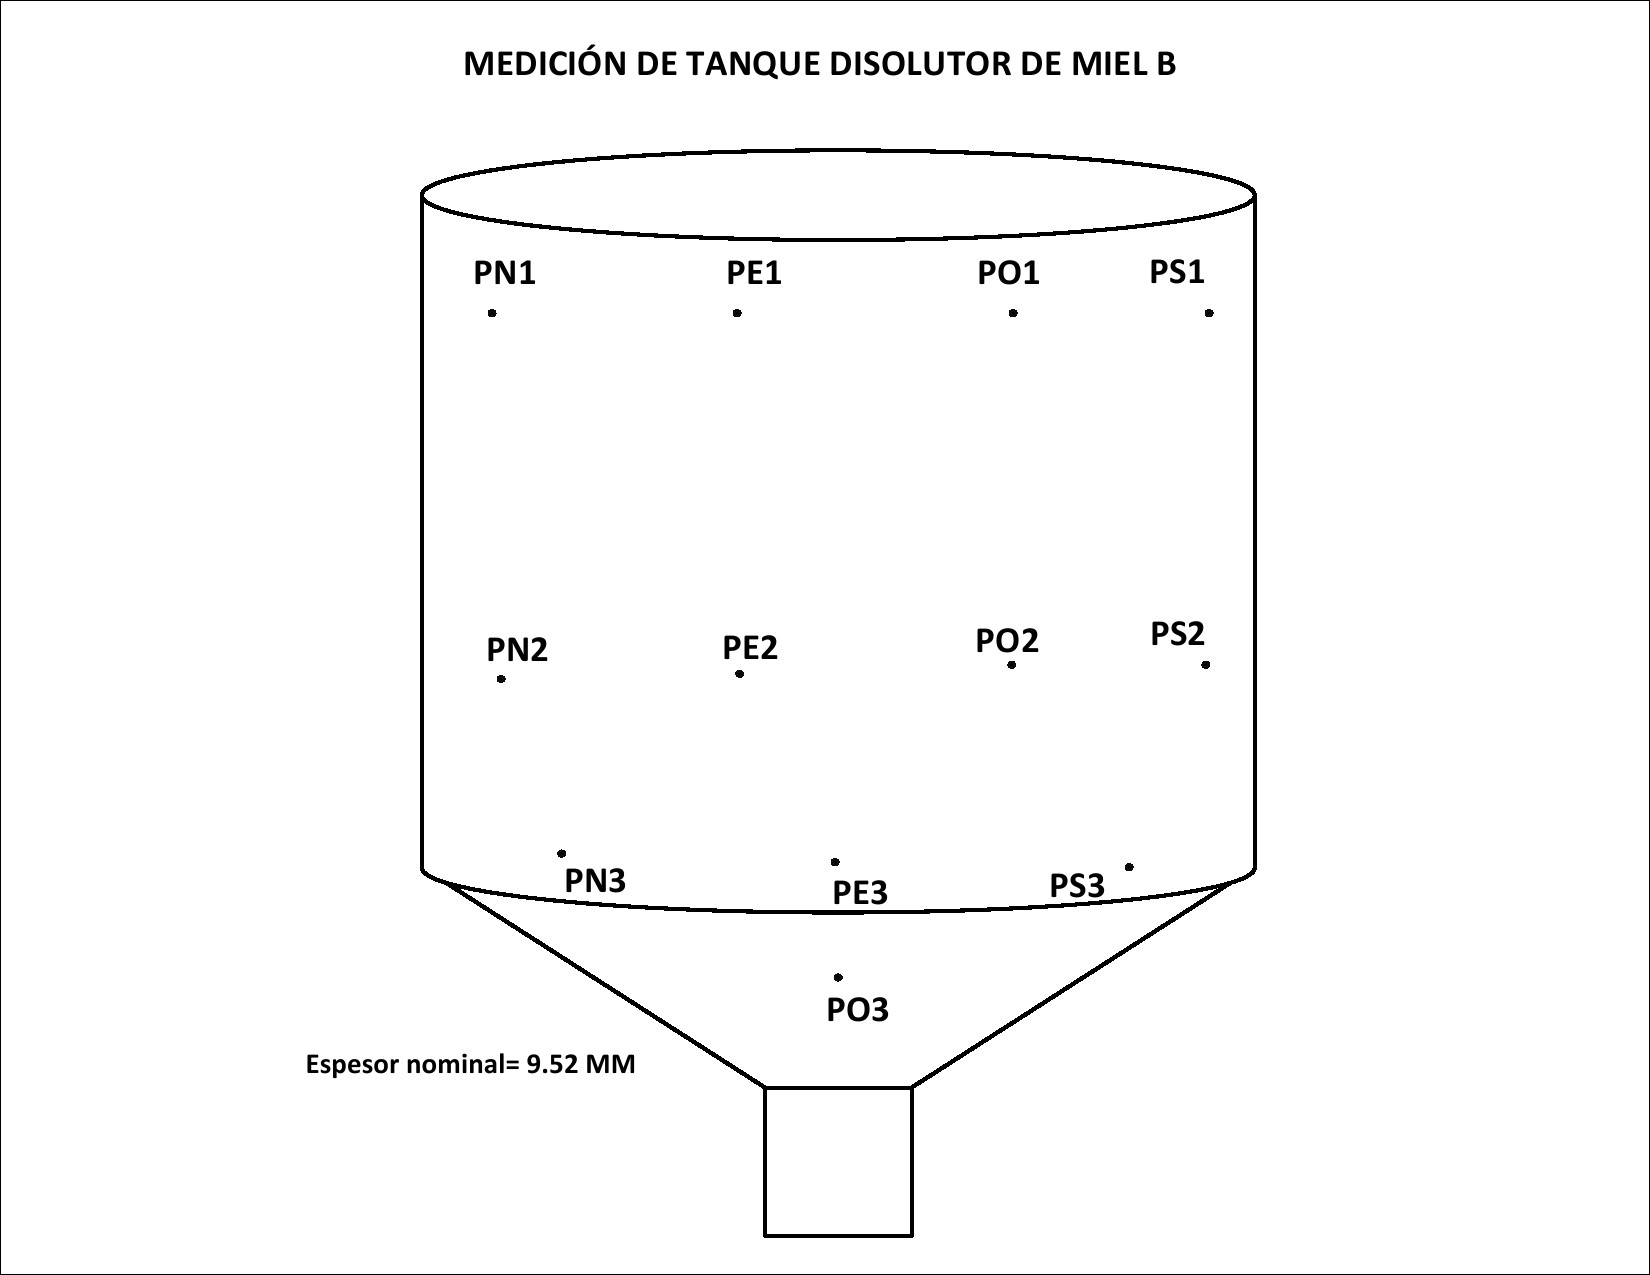 MEDICIÓN DE TANQUE DISOLUTOR DE MIEL B
PN1 PE1 PO1 PS1
PN2 PE2 PO2 PS2
PN3 PE3 PS3
PO3
Espesor nominal= 9.52 MM